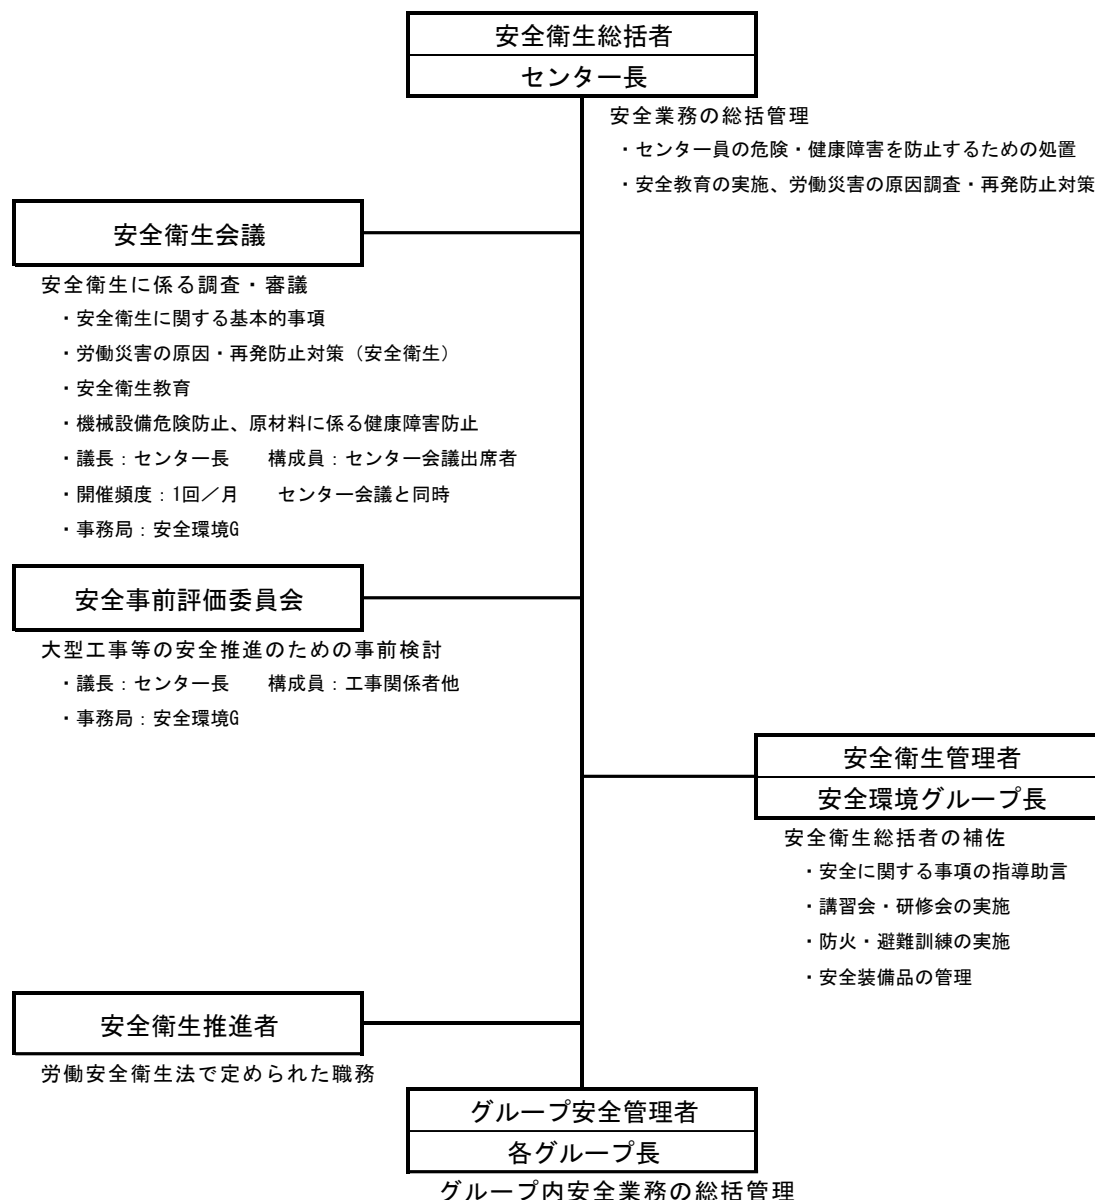 安全衛生総括者
センター長
安全業務の総括管理
・センター員の危険・健康障害を防止するための処置
・安全教育の実施、労働災害の原因調査・再発防止対策
安全衛生会議
安全衛生に係る調査・審議
・安全衛生に関する基本的事項
・労働災害の原因・再発防止対策（安全衛生）
・安全衛生教育
・機械設備危険防止、原材料に係る健康障害防止
・議長：センター長　　構成員：センター会議出席者
・開催頻度：1回／月　　センター会議と同時
・事務局：安全環境G
安全事前評価委員会
大型工事等の安全推進のための事前検討
・議長：センター長　　構成員：工事関係者他
・事務局：安全環境G
安全衛生管理者
安全環境グループ長
安全衛生総括者の補佐
・安全に関する事項の指導助言
・講習会・研修会の実施
・防火・避難訓練の実施
・安全装備品の管理
安全衛生推進者
労働安全衛生法で定められた職務
グループ安全管理者
各グループ長
グループ内安全業務の総括管理